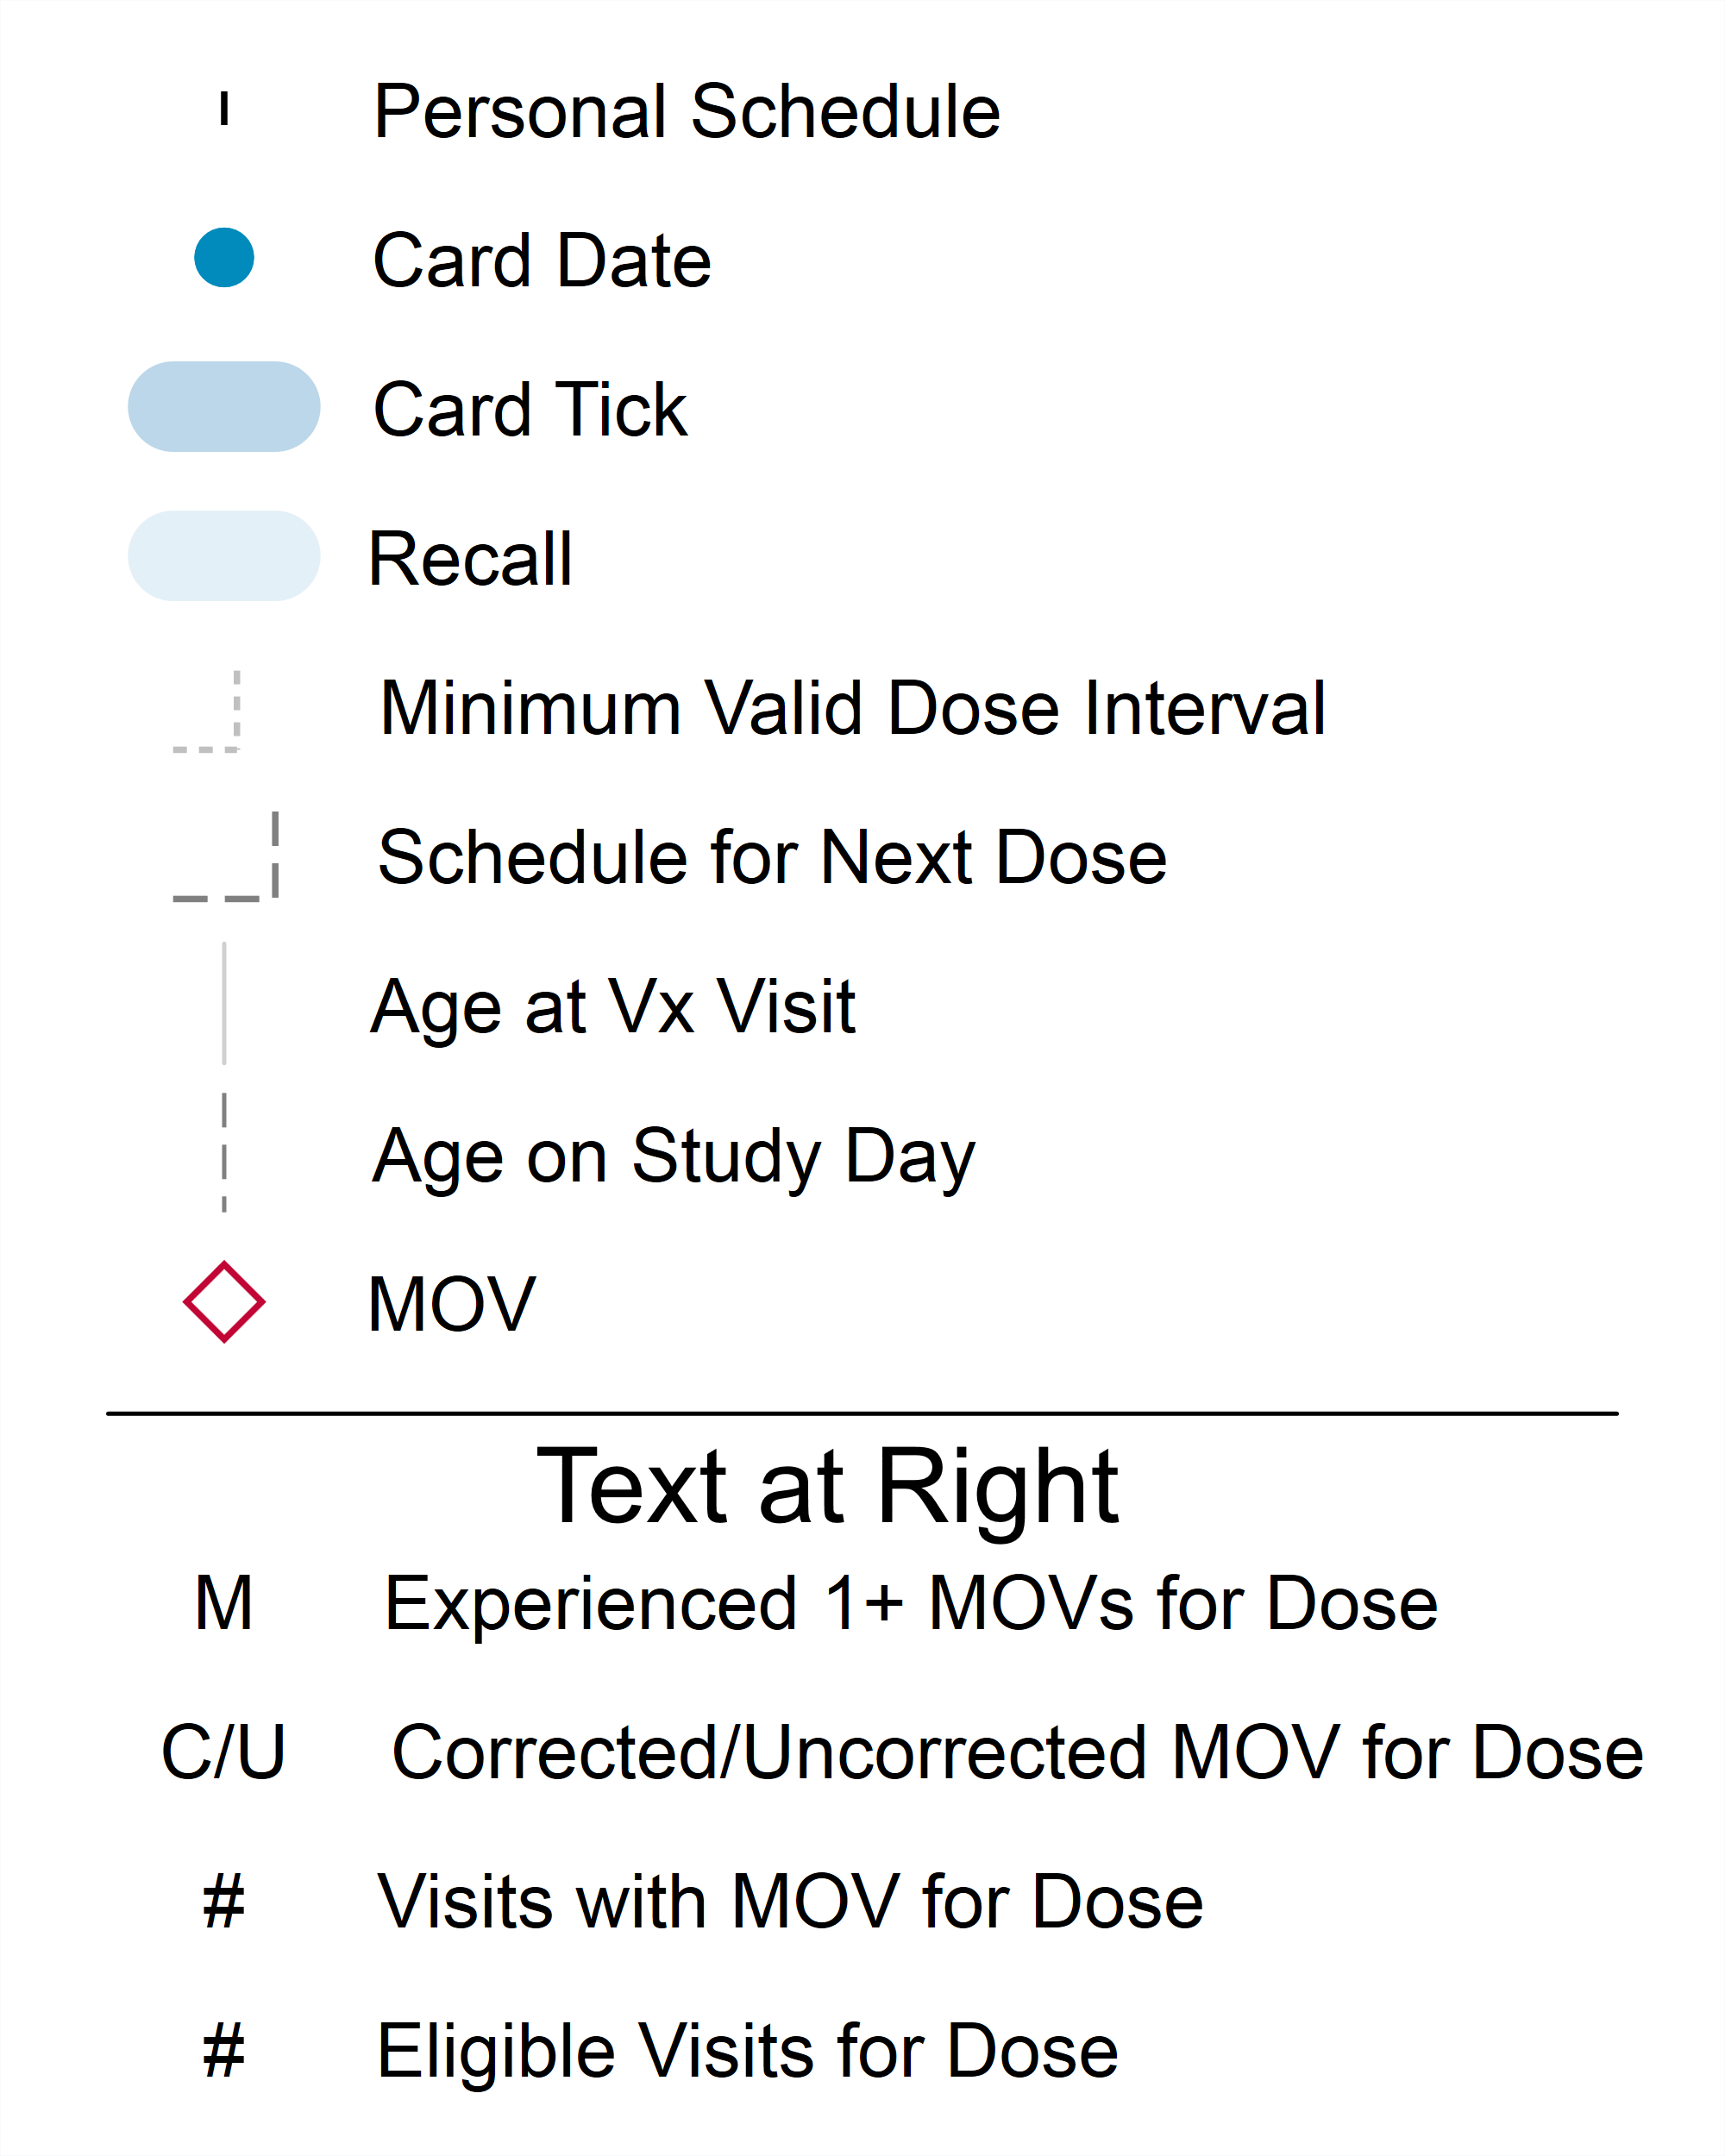 Personal Schedule
Card Date
Card Tick
Recall
Minimum Valid Dose Interval
Schedule for Next Dose
Age at Vx Visit
Age on Study Day
MOV
Text at Right
M Experienced 1+ MOVs for Dose
C/U Corrected/Uncorrected MOV for Dose
# Visits with MOV for Dose
# Eligible Visits for Dose